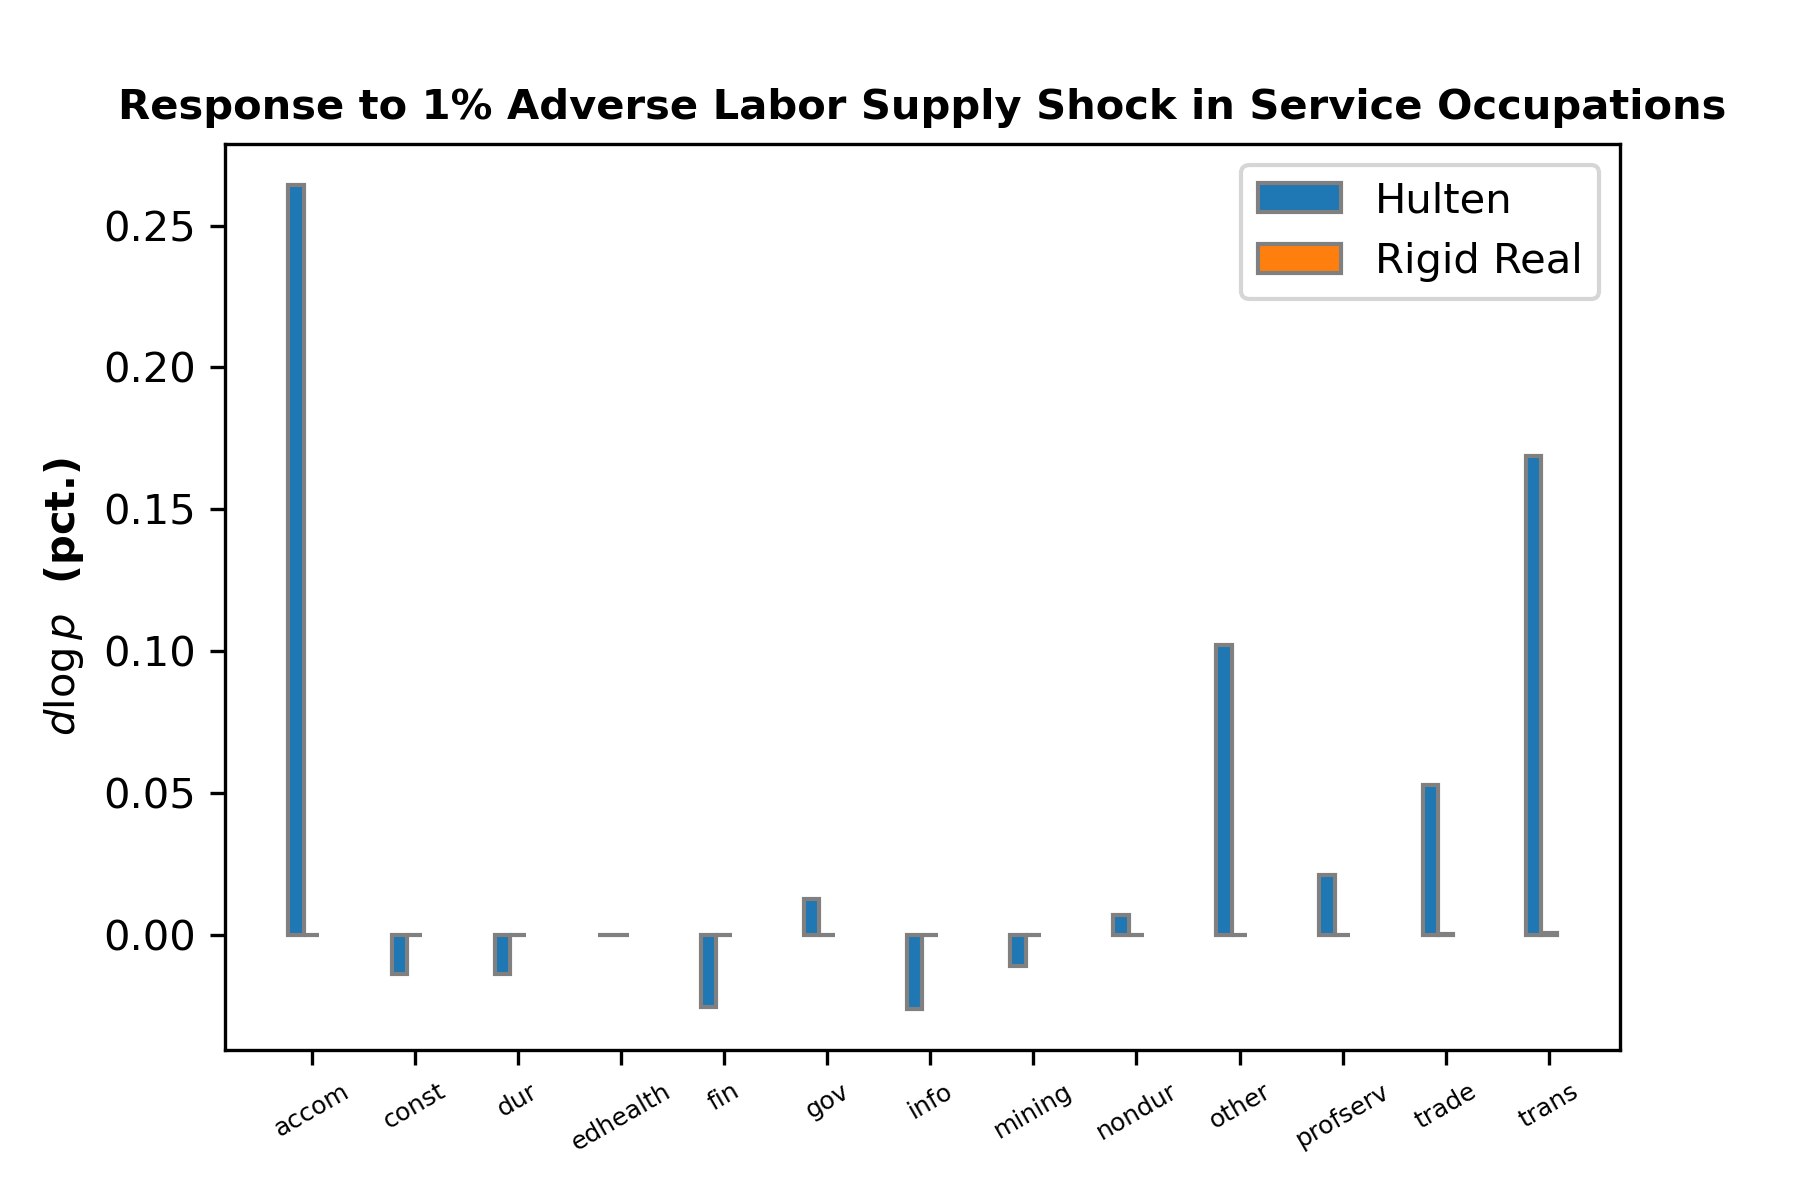 Response to 1% Adverse Labor Supply Shock in Service Occupations
Hulten
Rigid Real
d log p (pct.)
0.25
0.20
0.15
0.10
0.05
0.00
accom const dur edhealth fin gov info mining nondur other profserv trade trans